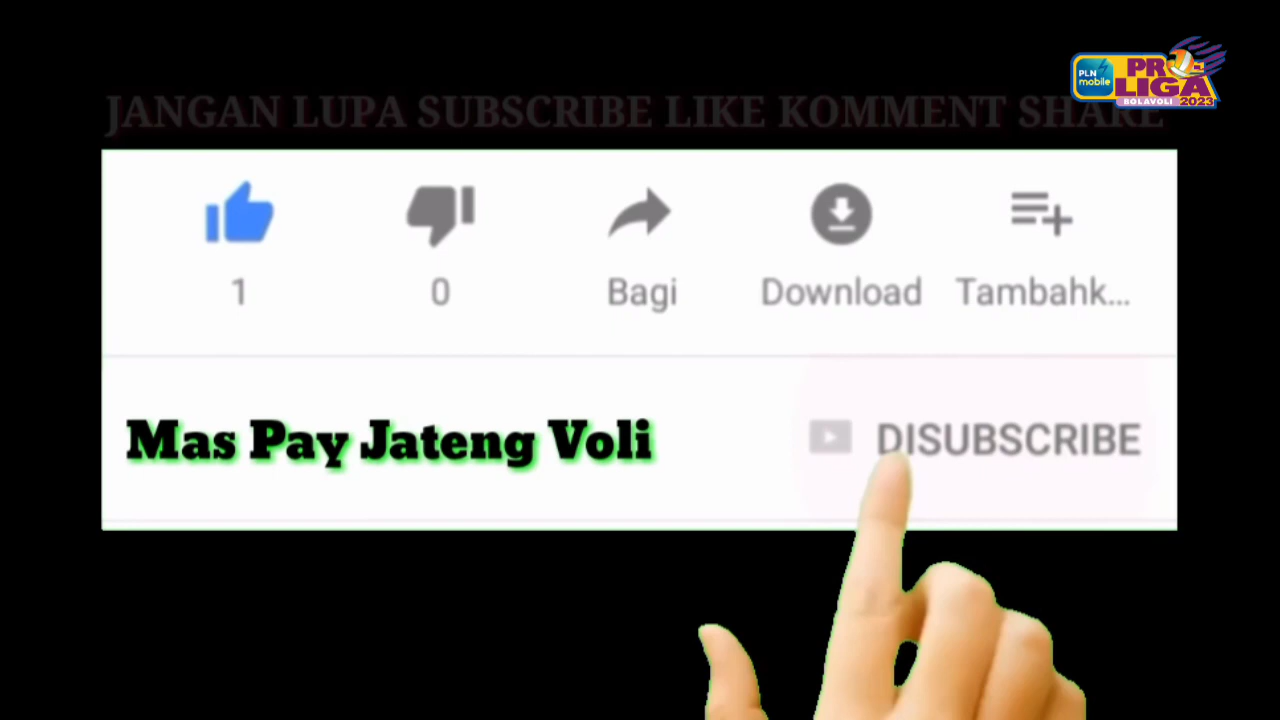 PLN
mobile
PRO-
LIGA
BOLAVOLI 2023
JANGAN LUPA SUBSCRIBE LIKE KOMMENT SHARE
1 0 Bagi Download Tambahk...
Mas Pay Jateng Voli DISUBSCRIBE